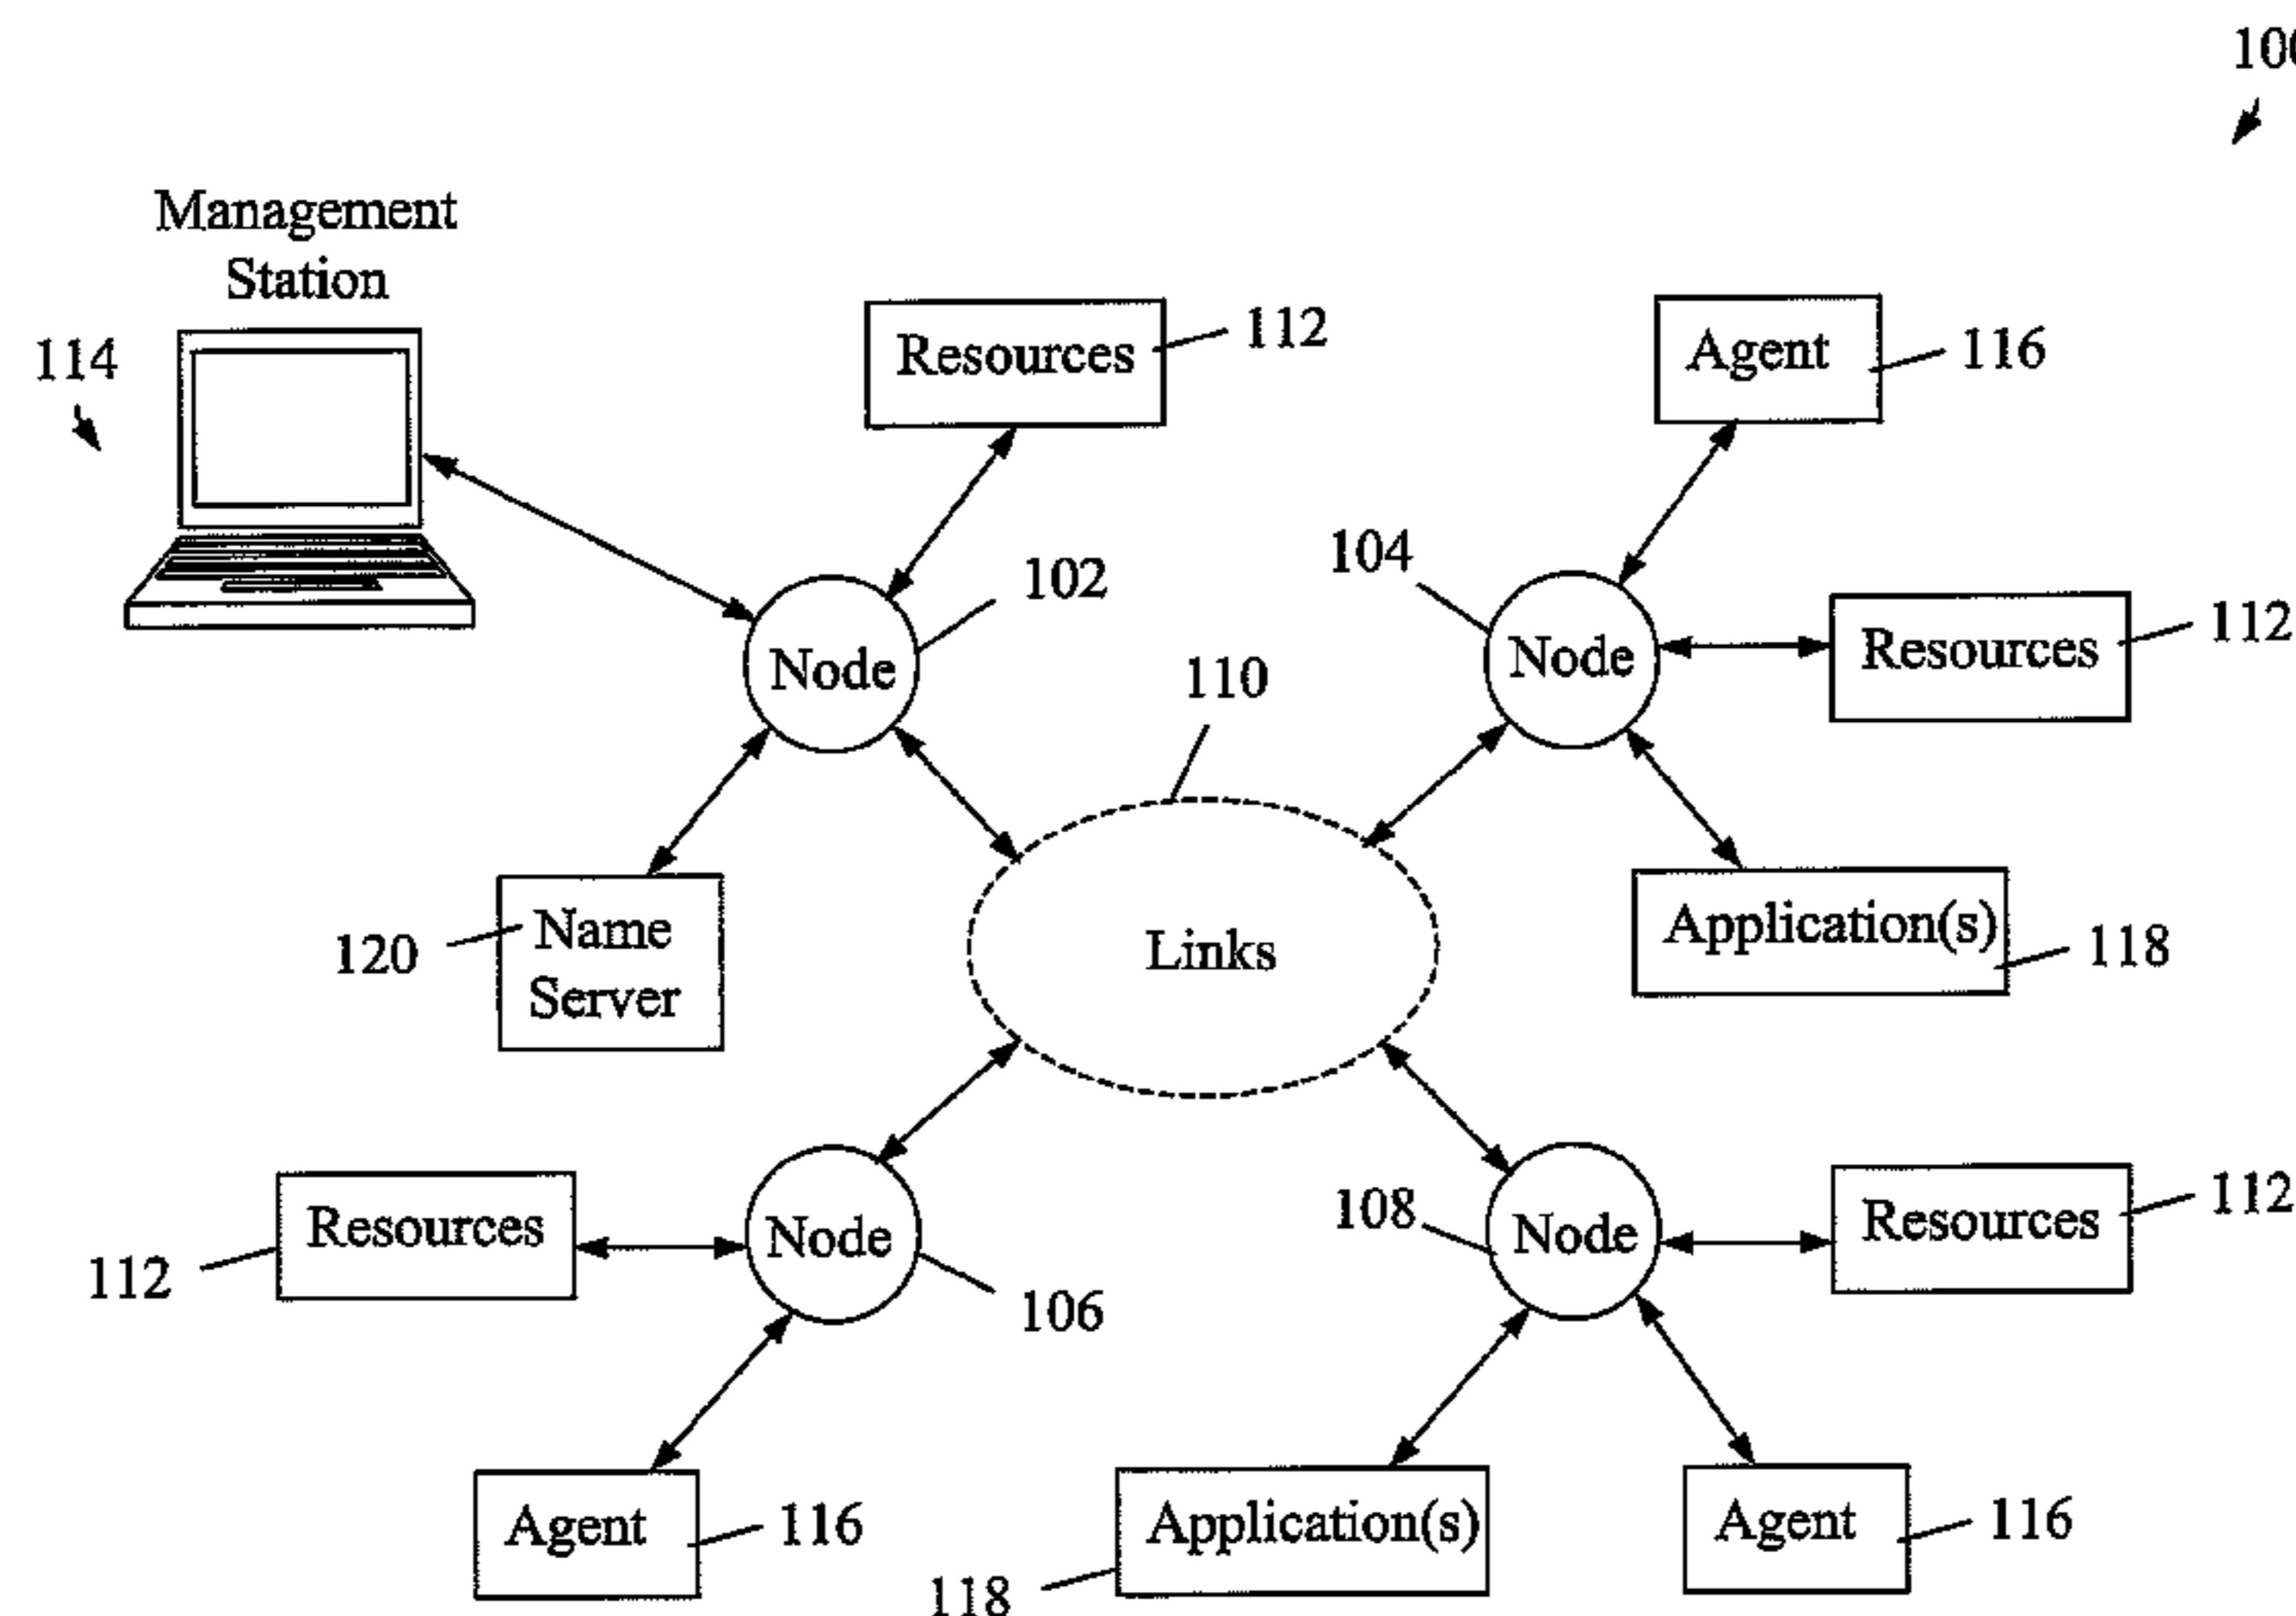 100
Management
Station
114
Resources
112
Agent
116
102
104
Node
Node
Resources
112
110
Name
Server
120
Links
Application(s)
118
Resources
112
Node
106
108
Node
Resources
112
Agent
116
Application(s)
118
Agent
116